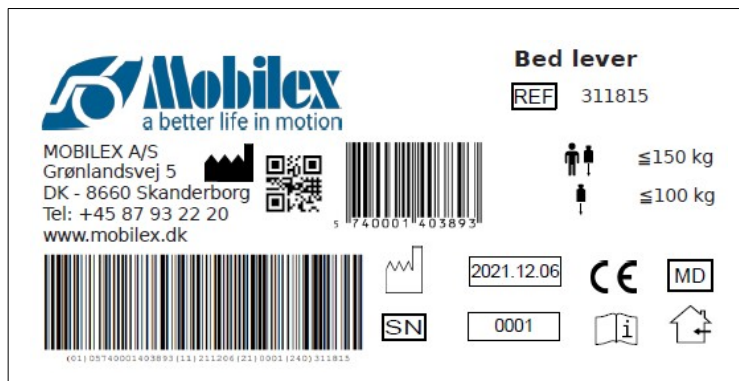 Mobilex
a better life in motion
Bed lever
REF 311815
MOBILEX A/S
Grønlandsvej 5
DK - 8660 Skanderborg
Tel: +45 87 93 22 20
www.mobilex.dk
5 740001 403893
≦150 kg
≦100 kg
2021.12.06
CE
MD
SN
0001
i
(01)05740001403893(11)211206(21)0001(240)311815